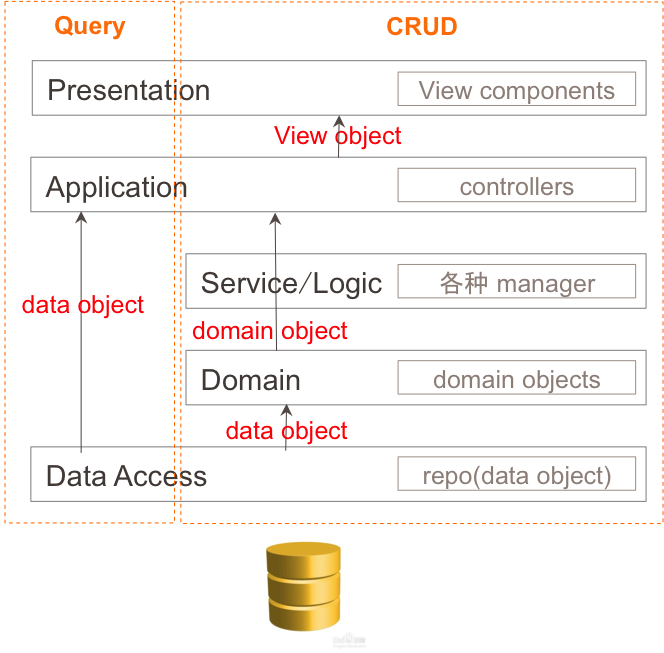 Query
CRUD
Presentation
View components
View object
Application
controllers
data object
Service/Logic
各种 manager
domain object
Domain
domain objects
data object
Data Access
repo(data object)